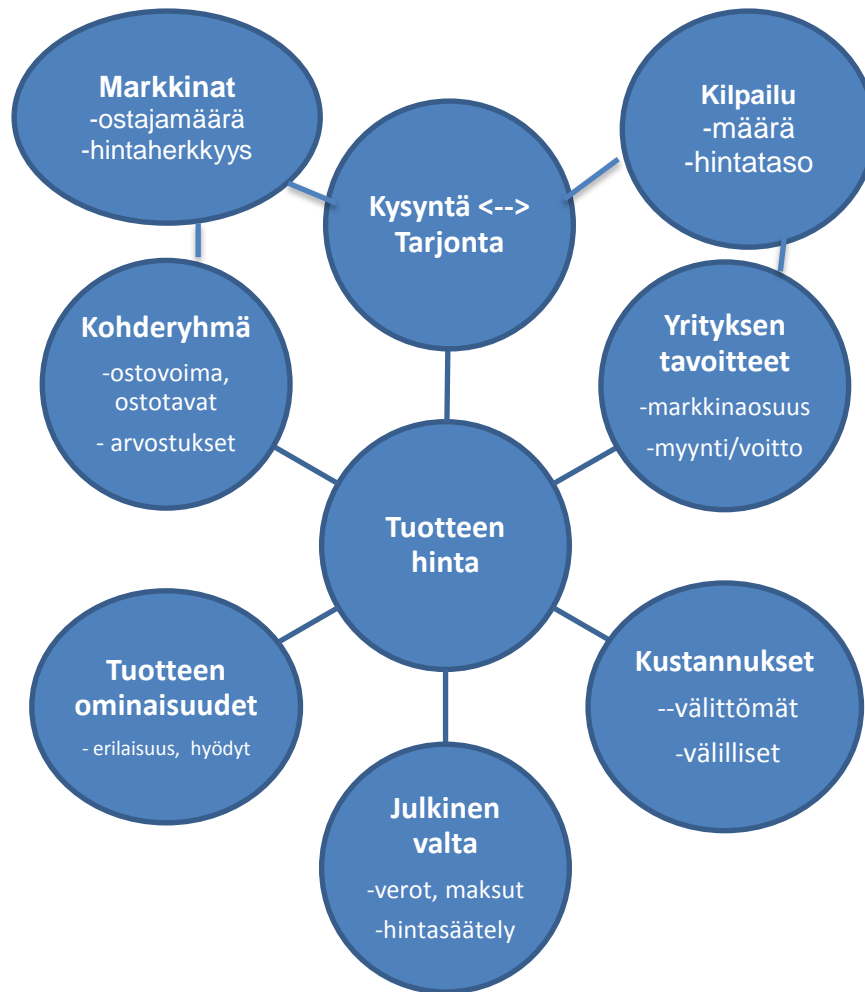 Markkinat
-ostajamäärä
-hintaherkkyys
Kilpailu
-määrä
-hintataso
Kysyntä <-->
Tarjonta
Kohderyhmä
-ostovoima,
ostotavat
- arvostukset
Yrityksen
tavoitteet
-markkinaosuus
-myynti/voitto
Tuotteen
hinta
Tuotteen
ominaisuudet
- erilaisuus, hyödyt
Kustannukset
--välittömät
-välilliset
Julkinen
valta
-verot, maksut
-hintasäätely